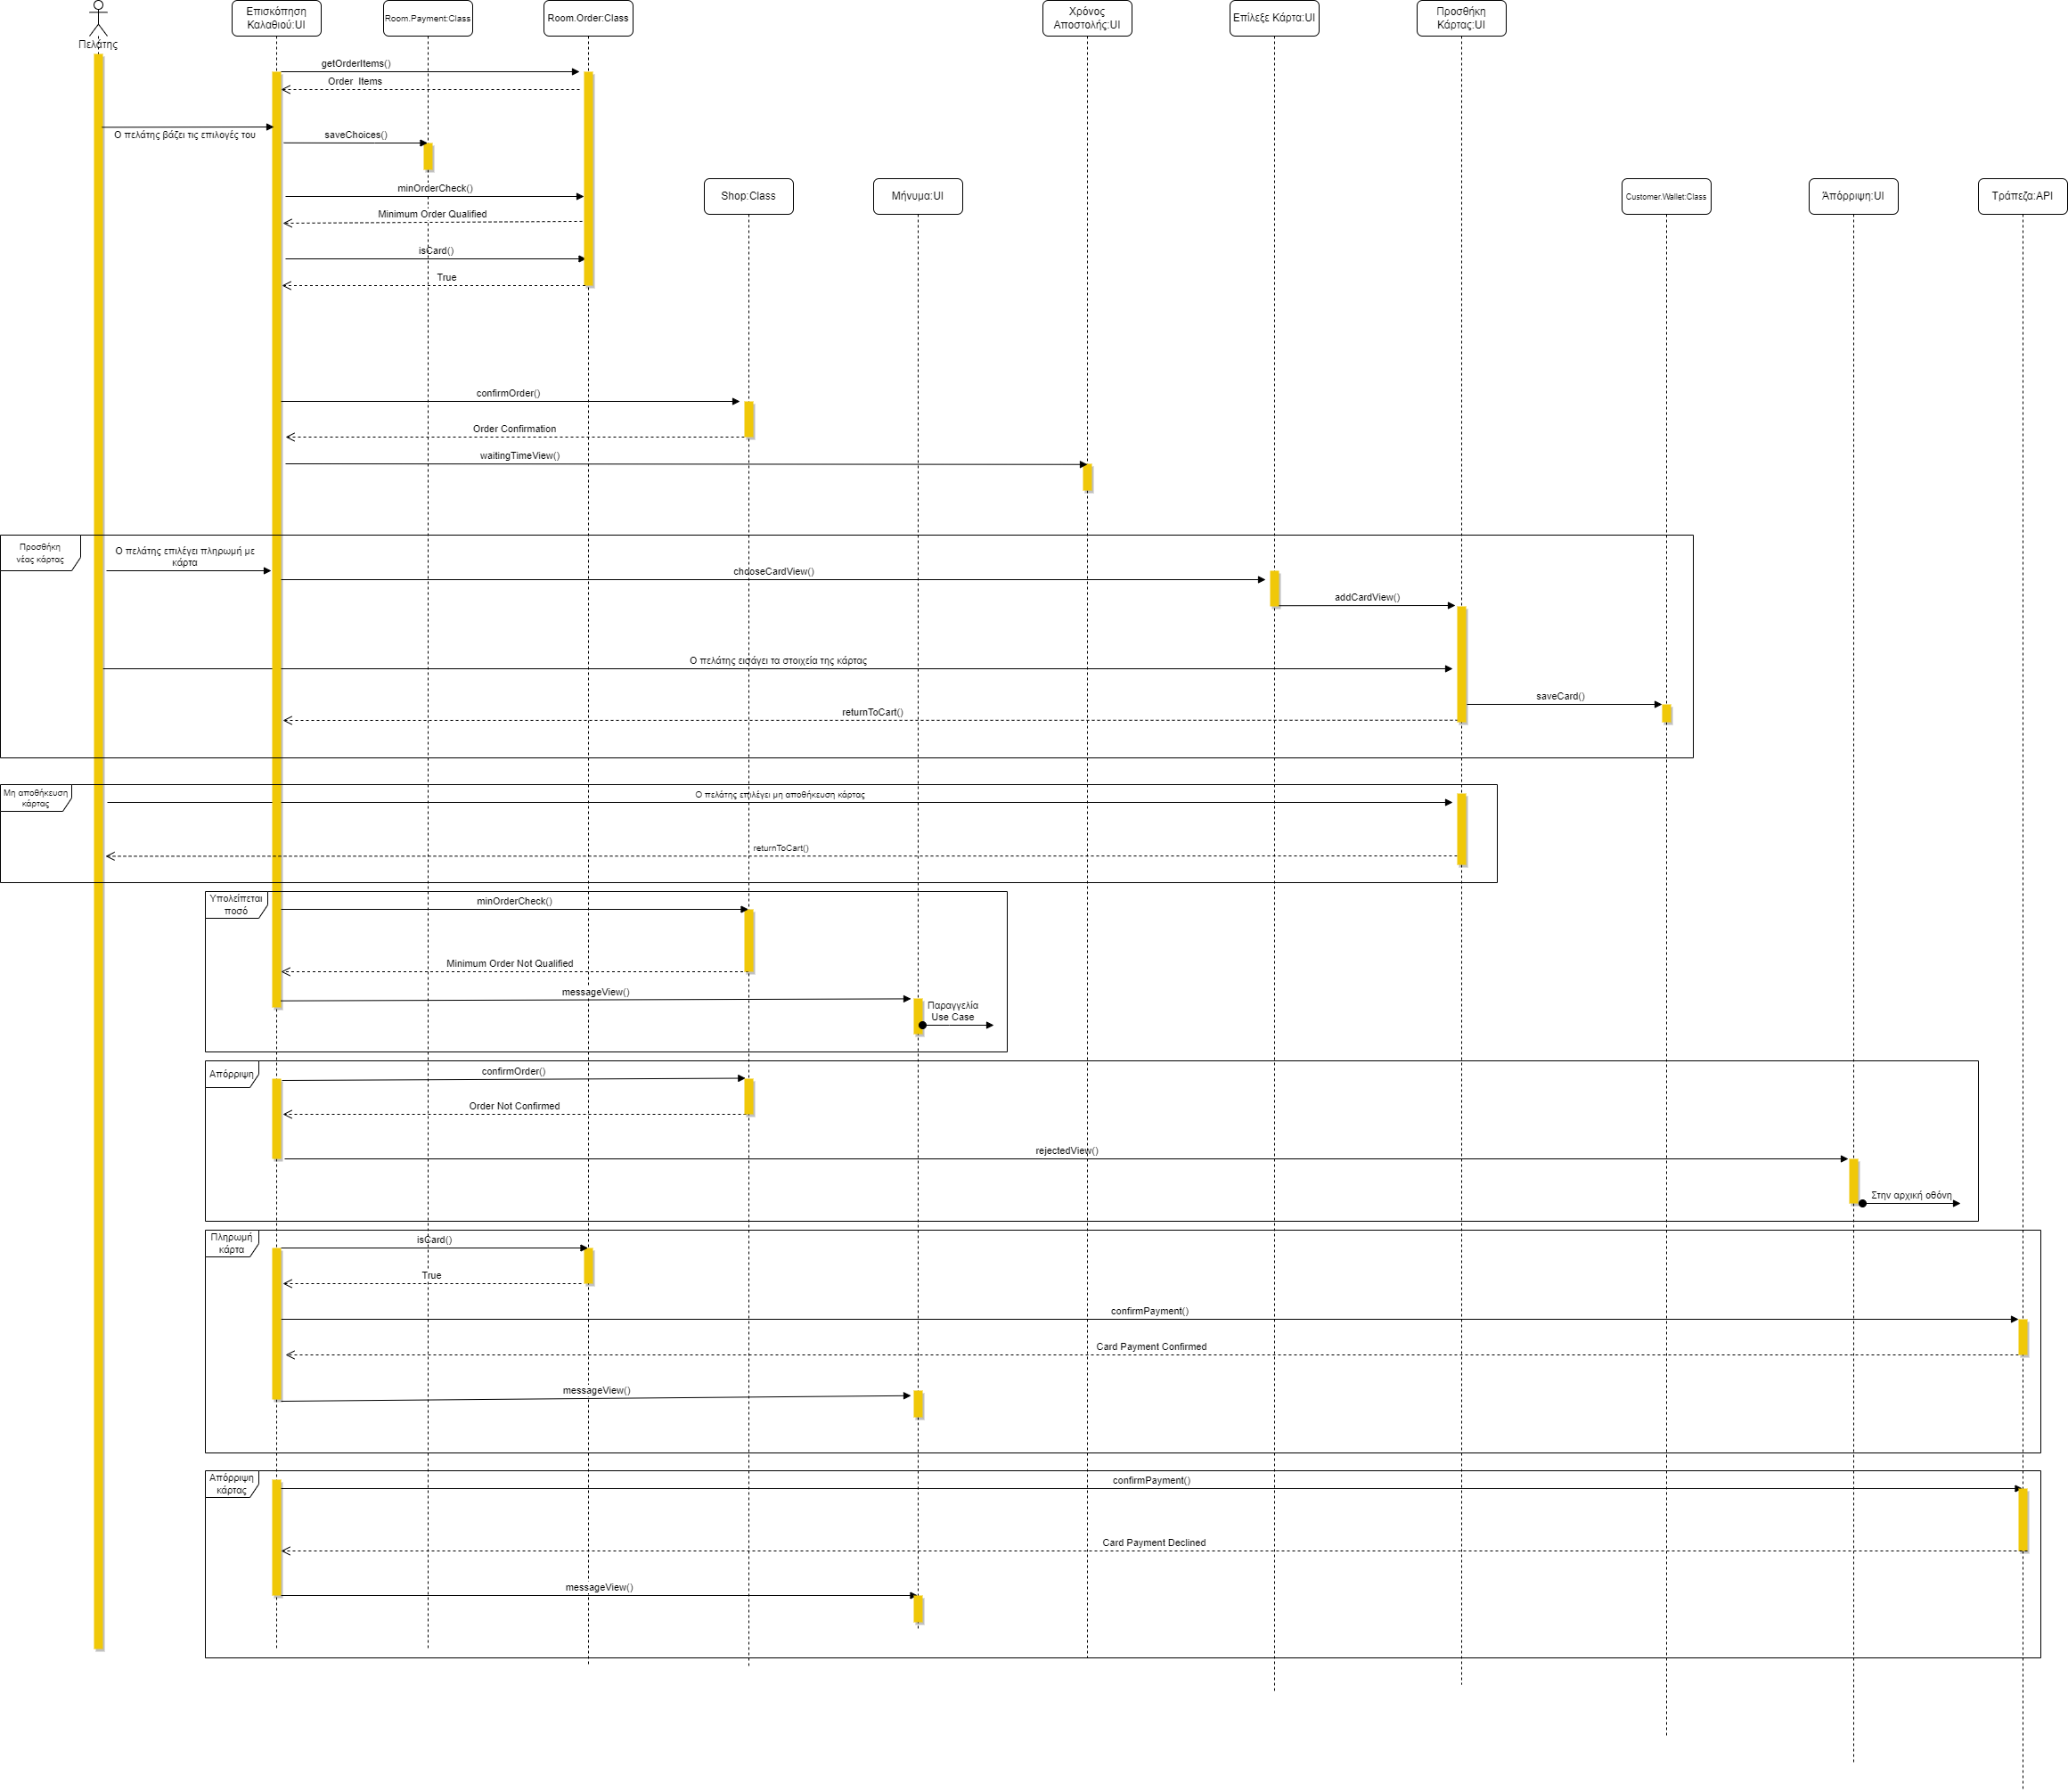 Πελάτης
Επισκόπηση
Καλαθιού:UI
Room.Payment:Class
Room.Order:Class
Χρόνος
Αποστολής:UI
Επίλεξε Κάρτα:UI
Προσθήκη
Κάρτας:UI
getOrderItems()
Order Items
Ο πελάτης βάζει τις επιλογές του
saveChoices()
minOrderCheck()
Shop:Class
Μήνυμα:UI
Customer.Wallet:Class
Άπόρριψη:UI
Τράπεζα:API
Minimum Order Qualified
isCard()
True
confirmOrder()
Order Confirmation
waitingTimeView()
Προσθήκη
νέας κάρτας
Ο πελάτης επιλέγει πληρωμή με
κάρτα
chooseCardView()
addCardView()
Ο πελάτης εισάγει τα στοιχεία της κάρτας
saveCard()
returnToCart()
Μη αποθήκευση
κάρτας
Ο πελάτης επιλέγει μη αποθήκευση κάρτας
returnToCart()
Υπολείπεται
ποσό
minOrderCheck()
Minimum Order Not Qualified
messageView()
Παραγγελία
Use Case
Απόρριψη
confirmOrder()
Order Not Confirmed
rejectedView()
Στην αρχική οθόνη
Πληρωμή
κάρτα
isCard()
True
confirmPayment()
Card Payment Confirmed
messageView()
Απόρριψη
κάρτας
confirmPayment()
Card Payment Declined
messageView()